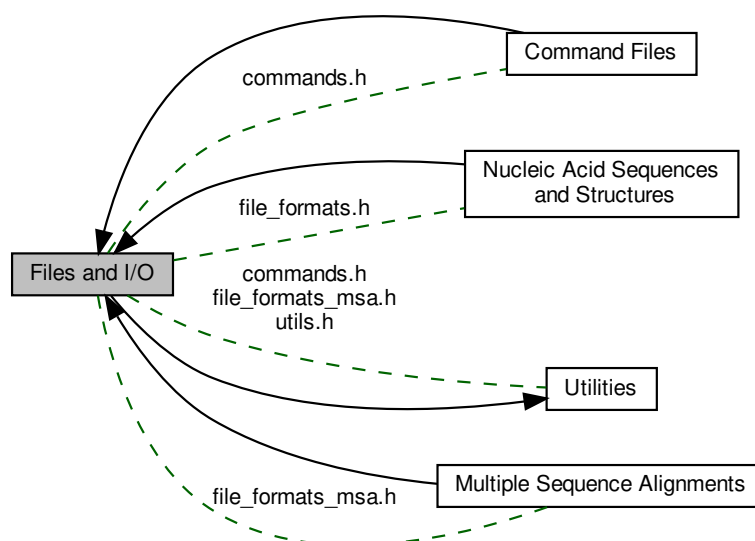 Command Files
commands.h
Nucleic Acid Sequences
and Structures
file_formats.h
Files and I/O
commands.h
file_formats_msa.h
utils.h
Utilities
Multiple Sequence Alignments
file_formats_msa.h